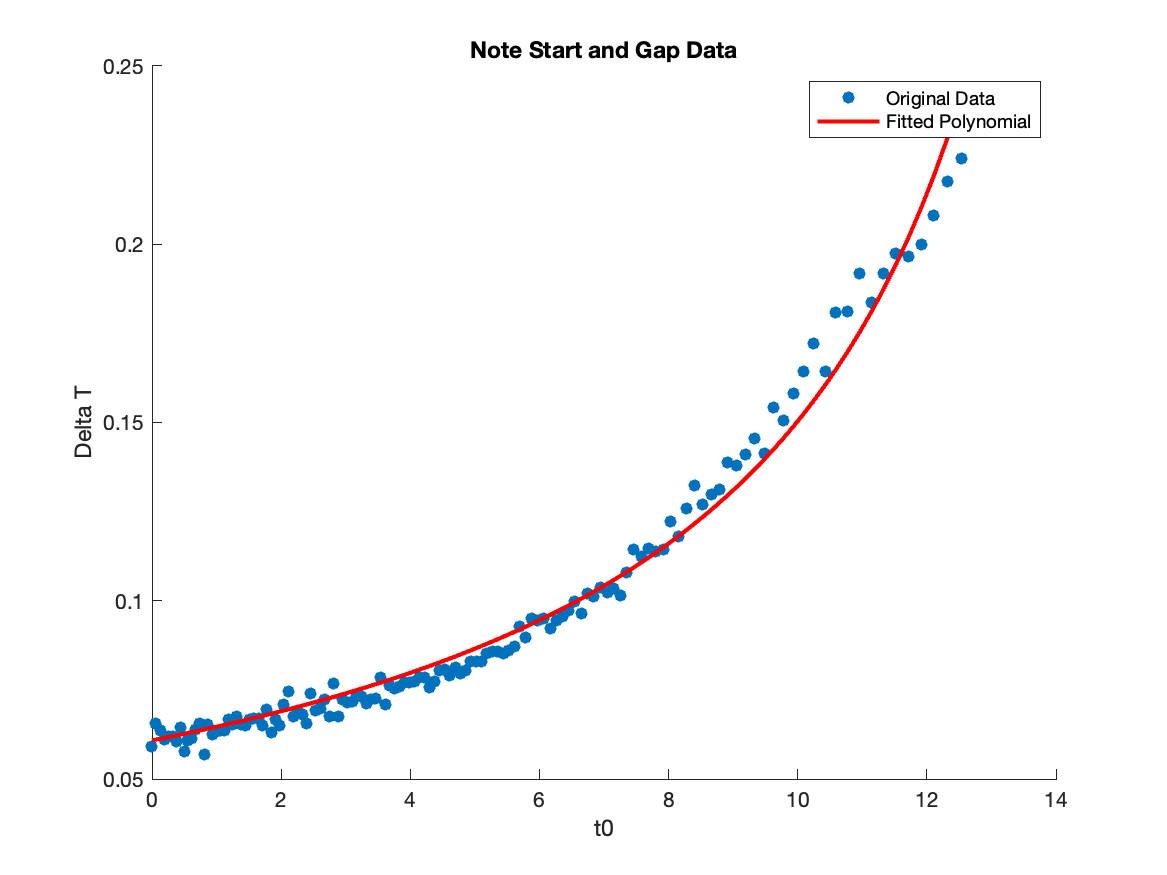 Note Start and Gap Data
Original Data
Fitted Polynomial
0.25
0.2
0.15
0.1
0.05
Delta T
0 2 4 6 8 10 12 14
t0